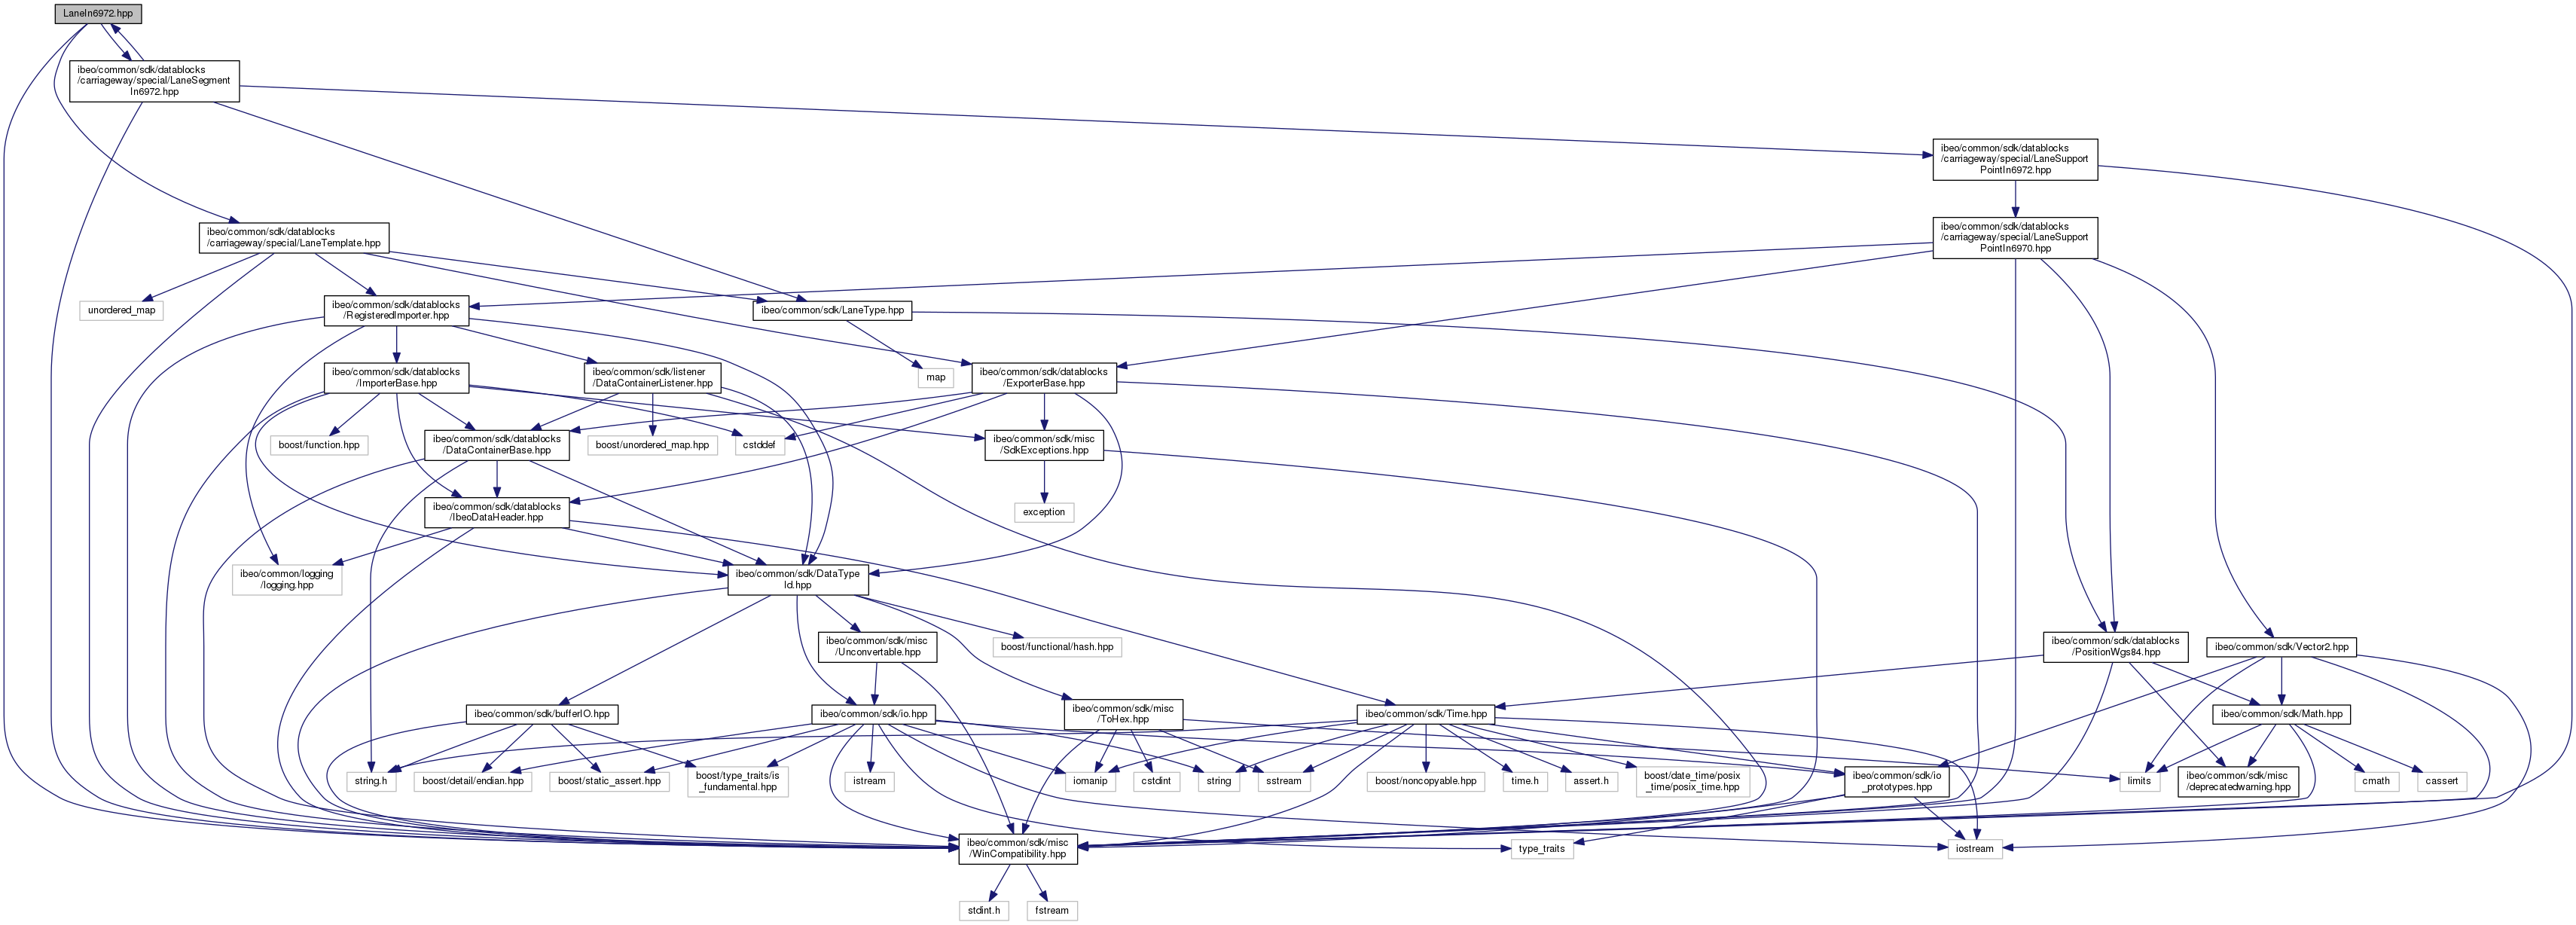 LaneIn6972.hpp
ibeo/common/sdk/datablocks
/carriageway/special/LaneSegment
In6972.hpp
ibeo/common/sdk/datablocks
/carriageway/special/LaneSupport
PointIn6972.hpp
ibeo/common/sdk/datablocks
/carriageway/special/LaneTemplate.hpp
ibeo/common/sdk/datablocks
/carriageway/special/LaneSupport
PointIn6970.hpp
unordered_map
ibeo/common/sdk/datablocks
/RegisteredImporter.hpp
ibeo/common/sdk/LaneType.hpp
ibeo/common/sdk/datablocks
/ImporterBase.hpp
ibeo/common/sdk/listener
/DataContainerListener.hpp
map
ibeo/common/sdk/datablocks
/ExporterBase.hpp
boost/function.hpp
ibeo/common/sdk/datablocks
/DataContainerBase.hpp
boost/unordered_map.hpp
cstddef
ibeo/common/sdk/misc
/SdkExceptions.hpp
ibeo/common/sdk/datablocks
/IbeoDataHeader.hpp
exception
ibeo/common/logging
/logging.hpp
ibeo/common/sdk/DataType
Id.hpp
ibeo/common/sdk/misc
/Unconvertable.hpp
boost/functional/hash.hpp
ibeo/common/sdk/datablocks
/PositionWgs84.hpp
ibeo/common/sdk/Vector2.hpp
ibeo/common/sdk/bufferIO.hpp
ibeo/common/sdk/io.hpp
ibeo/common/sdk/misc
/ToHex.hpp
ibeo/common/sdk/Time.hpp
ibeo/common/sdk/Math.hpp
string.h
boost/detail/endian.hpp
boost/static_assert.hpp
boost/type_traits/is
_fundamental.hpp
istream
iomanip
cstdint
string
sstream
boost/noncopyable.hpp
time.h
assert.h
boost/date_time/posix
_time/posix_time.hpp
ibeo/common/sdk/io
_prototypes.hpp
limits
ibeo/common/sdk/misc
/deprecatedwarning.hpp
cmath
cassert
ibeo/common/sdk/misc
/WinCompatibility.hpp
type_traits
iostream
stdint.h
fstream